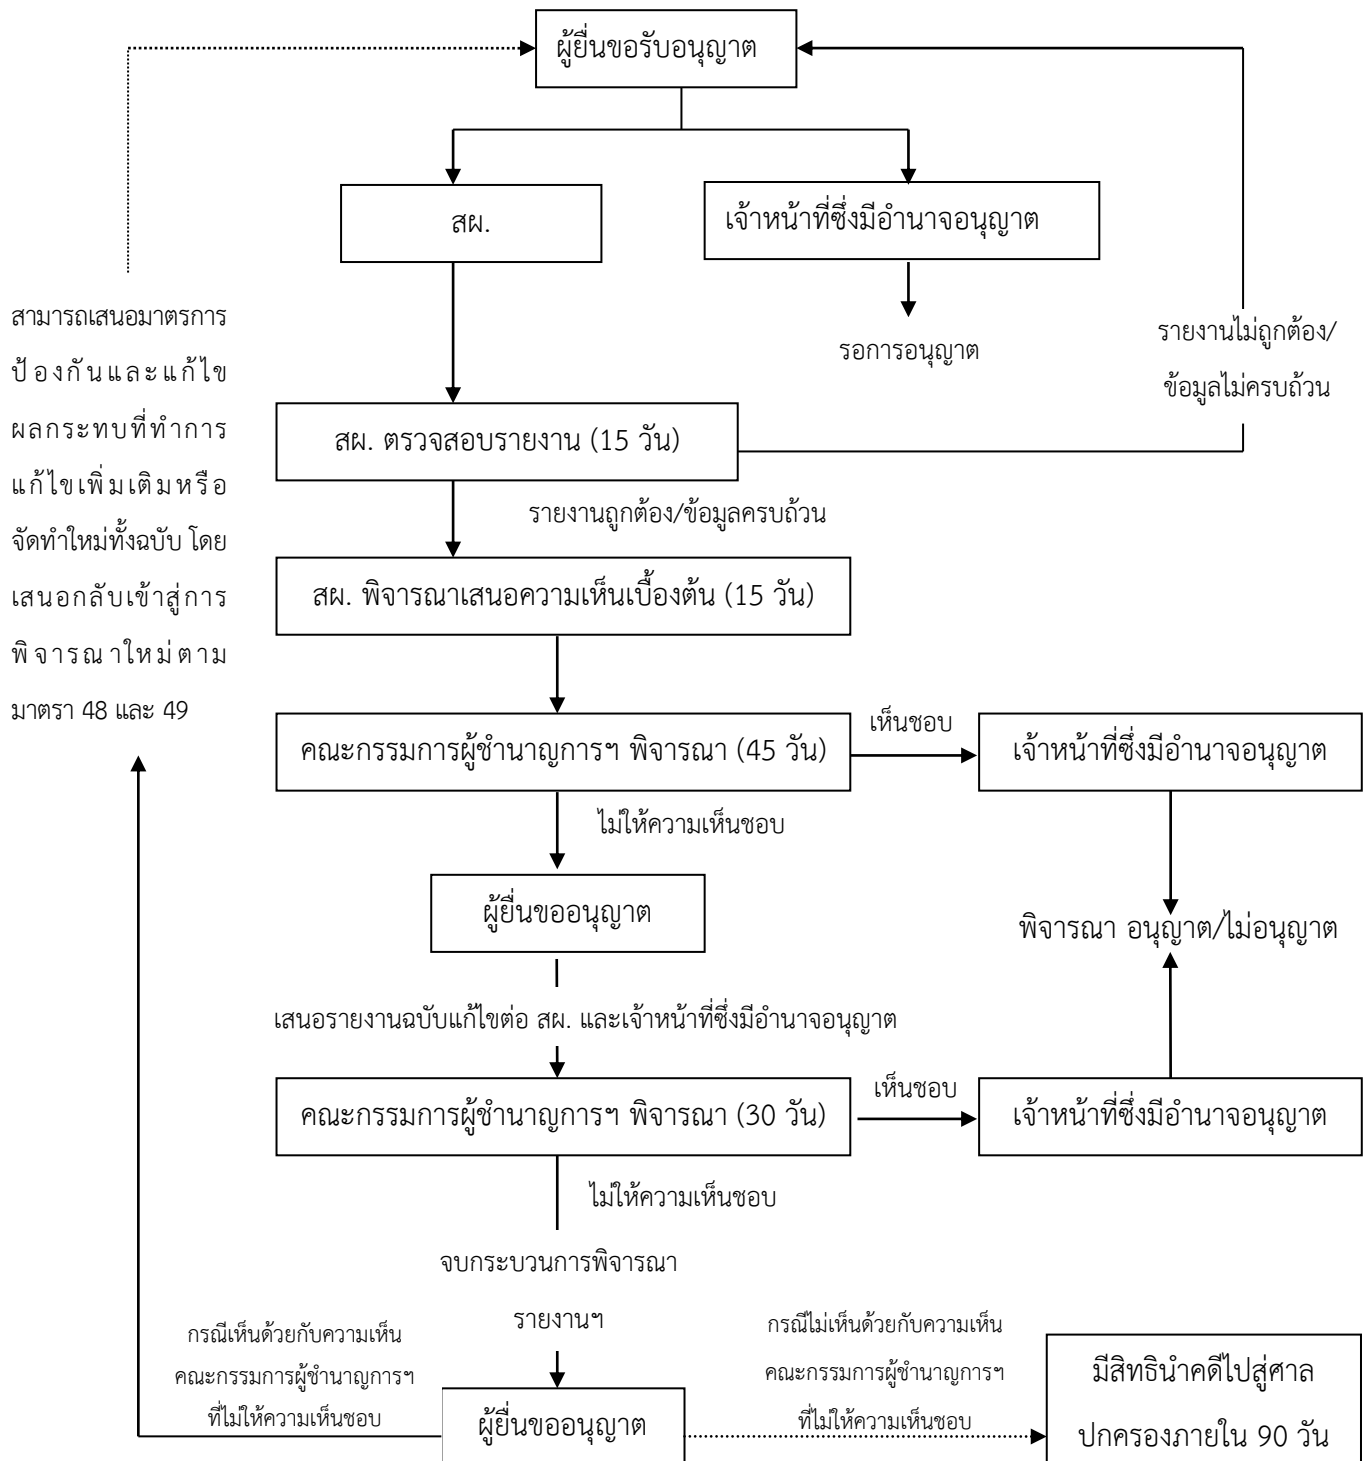 ผู้ยื่นขอรับอนุญาต
สผ.
เจ้าหน้าที่ซึ่งมีอำนาจอนุญาต
รอการอนุญาต
รายงานไม่ถูกต้อง/
ข้อมูลไม่ครบถ้วน
สามารถเสนอมาตรการ
ป้องกันและแก้ไข
ผลกระทบที่ทำการ
แก้ไขเพิ่มเติมหรือ
จัดทำใหม่ทั้งฉบับ โดย
เสนอกลับเข้าสู่การ
พิจารณาใหม่ตาม
มาตรา 48 และ 49
สผ. ตรวจสอบรายงาน (15 วัน)
รายงานถูกต้อง/ข้อมูลครบถ้วน
สผ. พิจารณาเสนอความเห็นเบื้องต้น (15 วัน)
คณะกรรมการผู้ชำนาญการฯ พิจารณา (45 วัน)
เห็นชอบ
เจ้าหน้าที่ซึ่งมีอำนาจอนุญาต
ไม่ให้ความเห็นชอบ
ผู้ยื่นขออนุญาต
พิจารณา อนุญาต/ไม่อนุญาต
เสนอรายงานฉบับแก้ไขต่อ สผ. และเจ้าหน้าที่ซึ่งมีอำนาจอนุญาต
คณะกรรมการผู้ชำนาญการฯ พิจารณา (30 วัน)
เห็นชอบ
เจ้าหน้าที่ซึ่งมีอำนาจอนุญาต
ไม่ให้ความเห็นชอบ
จบกระบวนการพิจารณา
รายงานฯ
กรณีเห็นด้วยกับความเห็น
คณะกรรมการผู้ชำนาญการฯ
ที่ไม่ให้ความเห็นชอบ
ผู้ยื่นขออนุญาต
กรณีไม่เห็นด้วยกับความเห็น
คณะกรรมการผู้ชำนาญการฯ
ที่ไม่ให้ความเห็นชอบ
มีสิทธินำคดีไปสู่ศาล
ปกครองภายใน 90 วัน